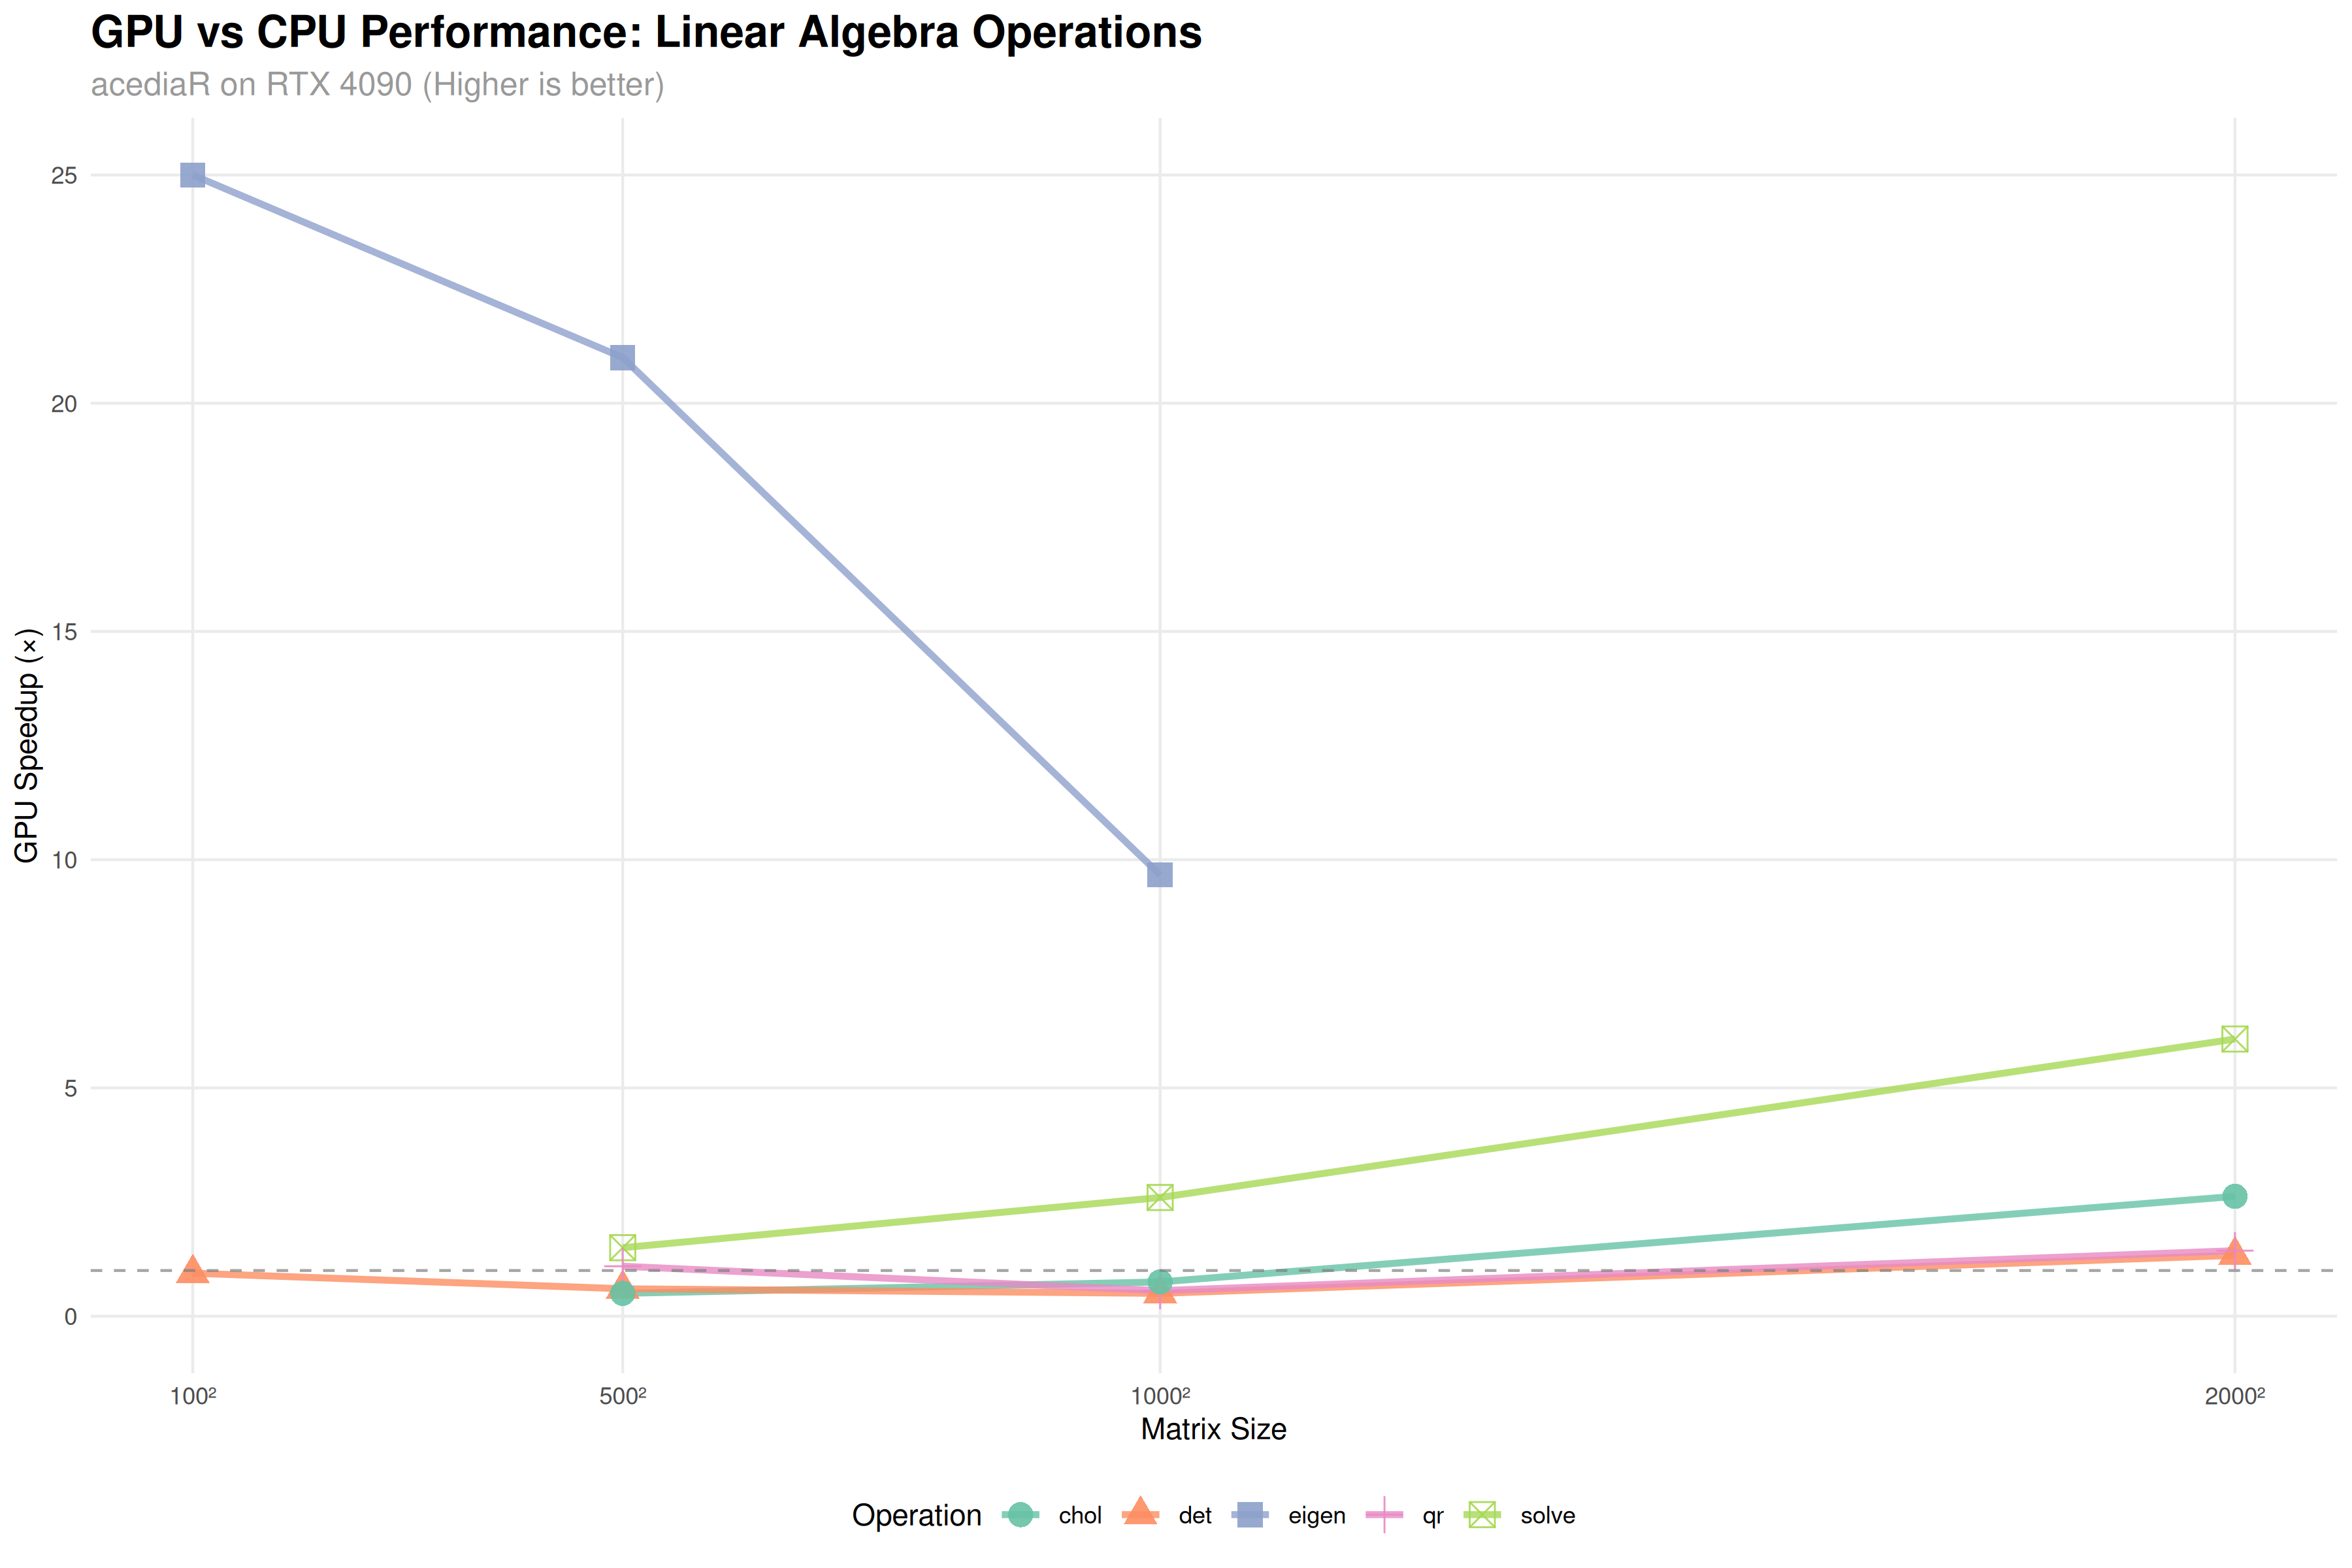 GPU vs CPU Performance: Linear Algebra Operations
acediaR on RTX 4090 (Higher is better)
GPU Speedup (×)
25
20
15
10
5
0
100² 500² 1000² 2000²
Matrix Size
Operation chol det eigen qr solve